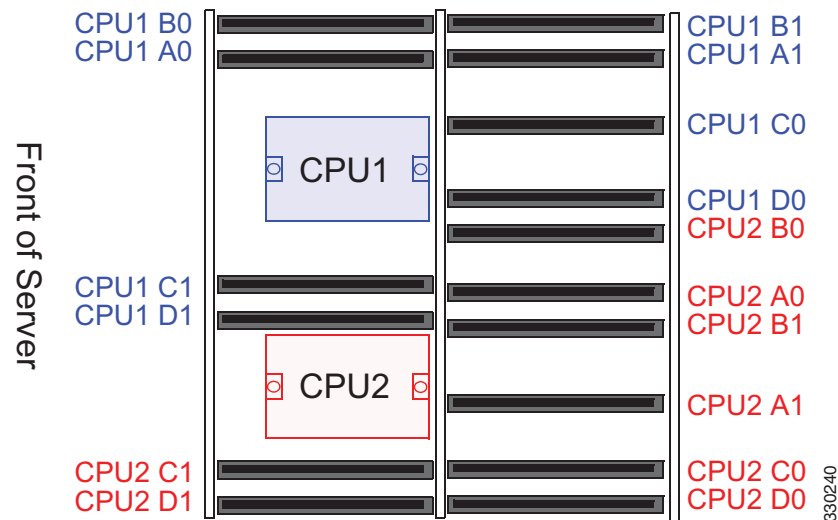 CPU1 B0
CPU1 A0
CPU1 B1
CPU1 A1
CPU1 C0
CPU1
CPU1 D0
CPU2 B0
Front of Server
CPU1 C1
CPU1 D1
CPU2 A0
CPU2 B1
CPU2
CPU2 A1
CPU2 C1
CPU2 D1
CPU2 C0
CPU2 D0
330240